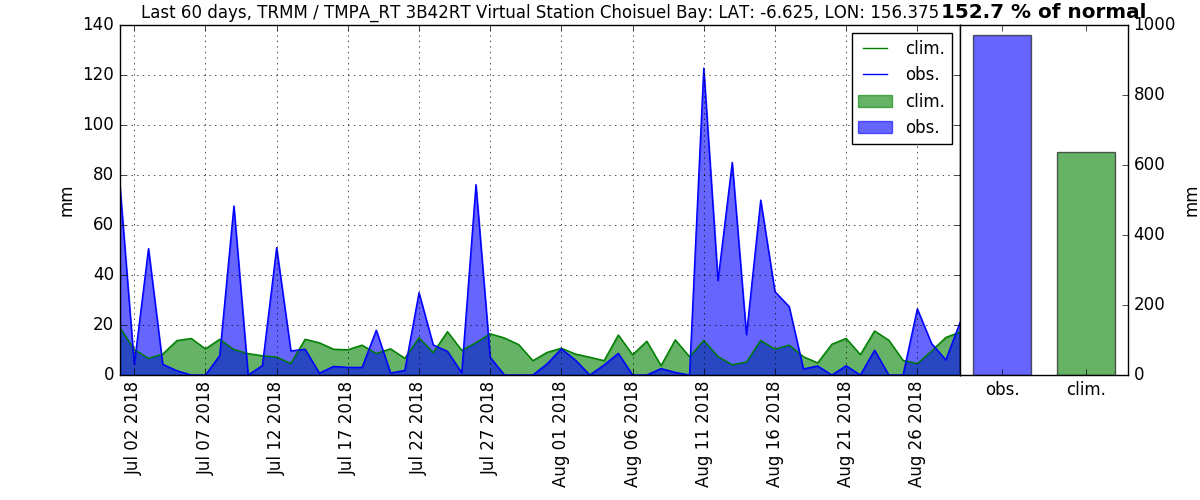 Last 60 days, TRMM / TMPA_RT 3B42RT Virtual Station Choisuel Bay: LAT: -6.625, LON: 156.375
152.7 % of normal
140
120
100
80
60
40
20
0
mm
clim.
obs.
clim.
obs.
Jul 02 2018
Jul 07 2018
Jul 12 2018
Jul 17 2018
Jul 22 2018
Jul 27 2018
Aug 01 2018
Aug 06 2018
Aug 11 2018
Aug 16 2018
Aug 21 2018
Aug 26 2018
1000
800
600
400
200
0
mm
obs.
clim.